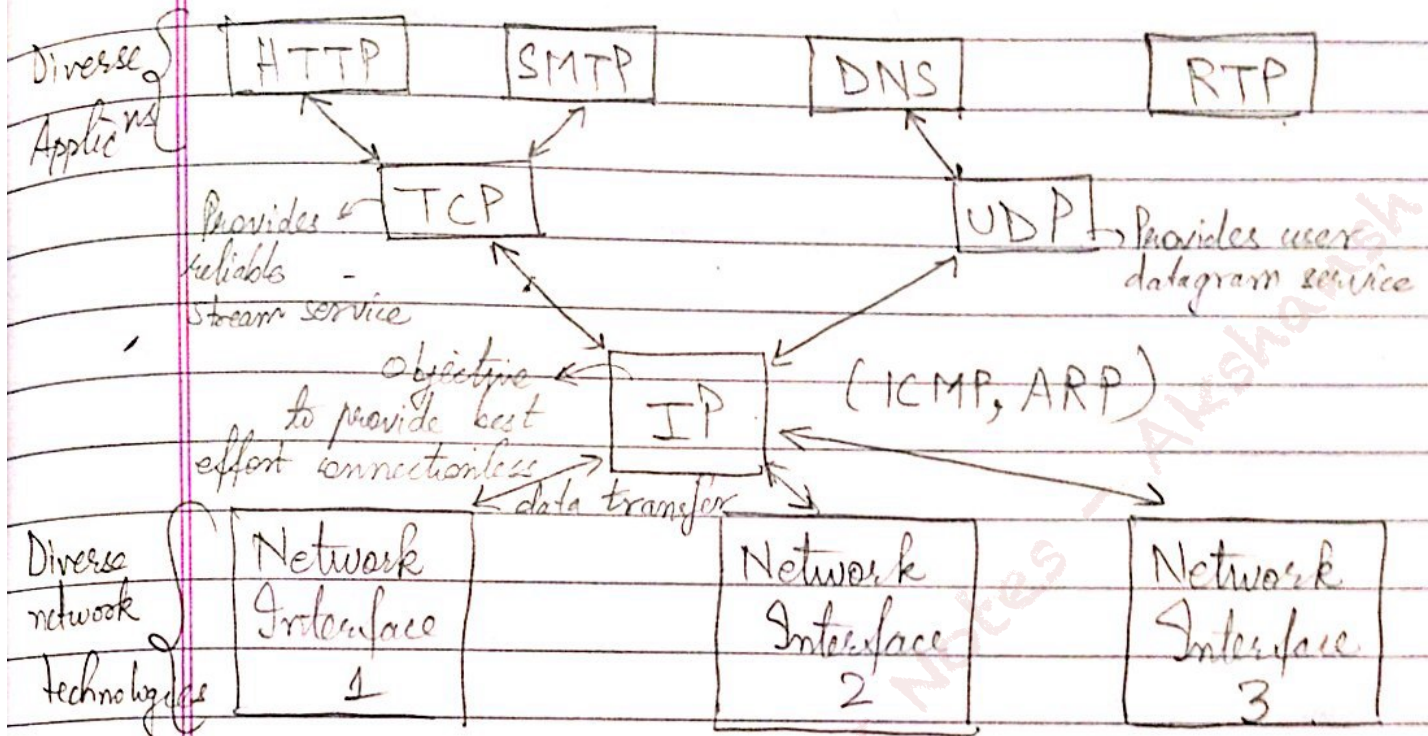 Diverse
Applicns
HTTP
SMTP
DNS
RTP
TCP
UDP
Provides
reliable
stream service
Provides user
datagram service
Objective
to provide best
effort connectionless
data transfer
IP
(ICMP, ARP)
Diverse
network
technologies
Network
Interface
1
Network
Interface
2
Network
Interface
3
Notes - Akshansh